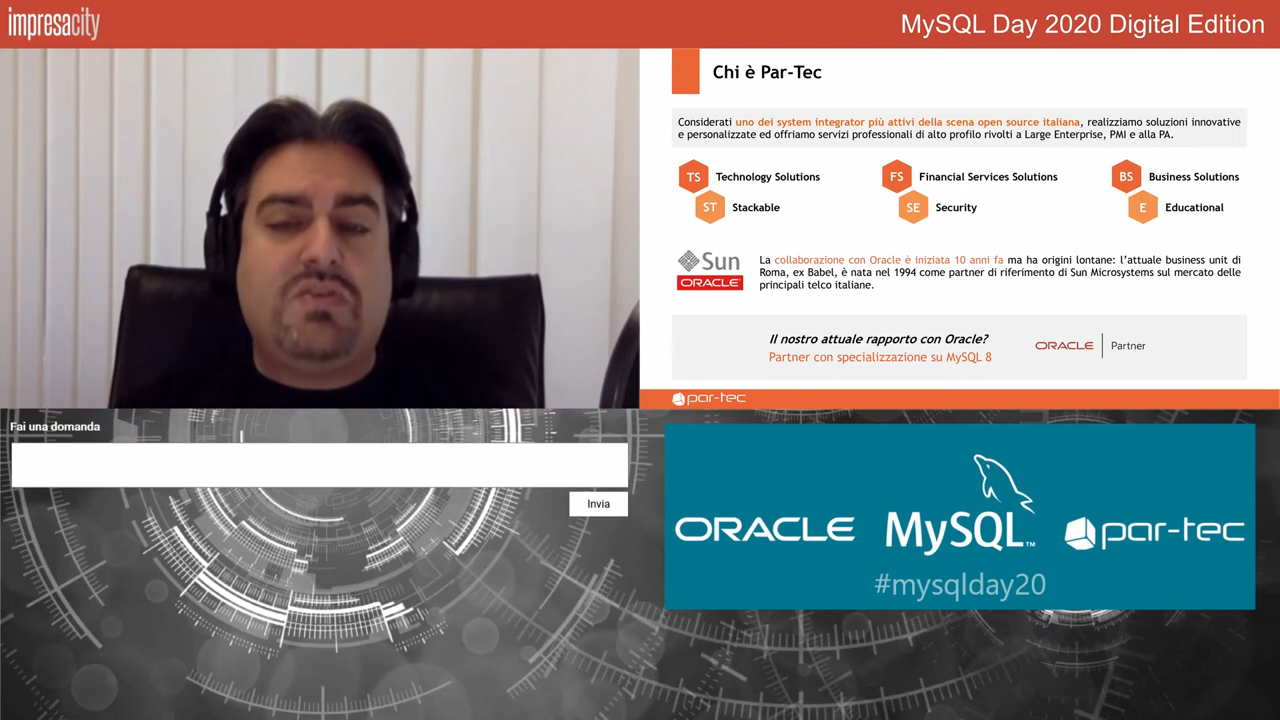 impresacity
MySQL Day 2020 Digital Edition
Chi è Par-Tec
Considerati uno dei system integrator più attivi della scena open source italiana, realizziamo soluzioni innovative
e personalizzate ed offriamo servizi professionali di alto profilo rivolti a Large Enterprise, PMI e alla PA.
TS Technology Solutions
FS Financial Services Solutions
BS Business Solutions
ST Stackable
SE Security
E Educational
Sun
ORACLE
La collaborazione con Oracle è iniziata 10 anni fa ma ha origini lontane: l'attuale business unit di
Roma, ex Babel, è nata nel 1994 come partner di riferimento di Sun Microsystems sul mercato delle
principali telco italiane.
Il nostro attuale rapporto con Oracle?
Partner con specializzazione su MySQL 8
ORACLE Partner
par-tec
Fai una domanda
Invia
ORACLE MySQL™ par-tec
#mysqlday20